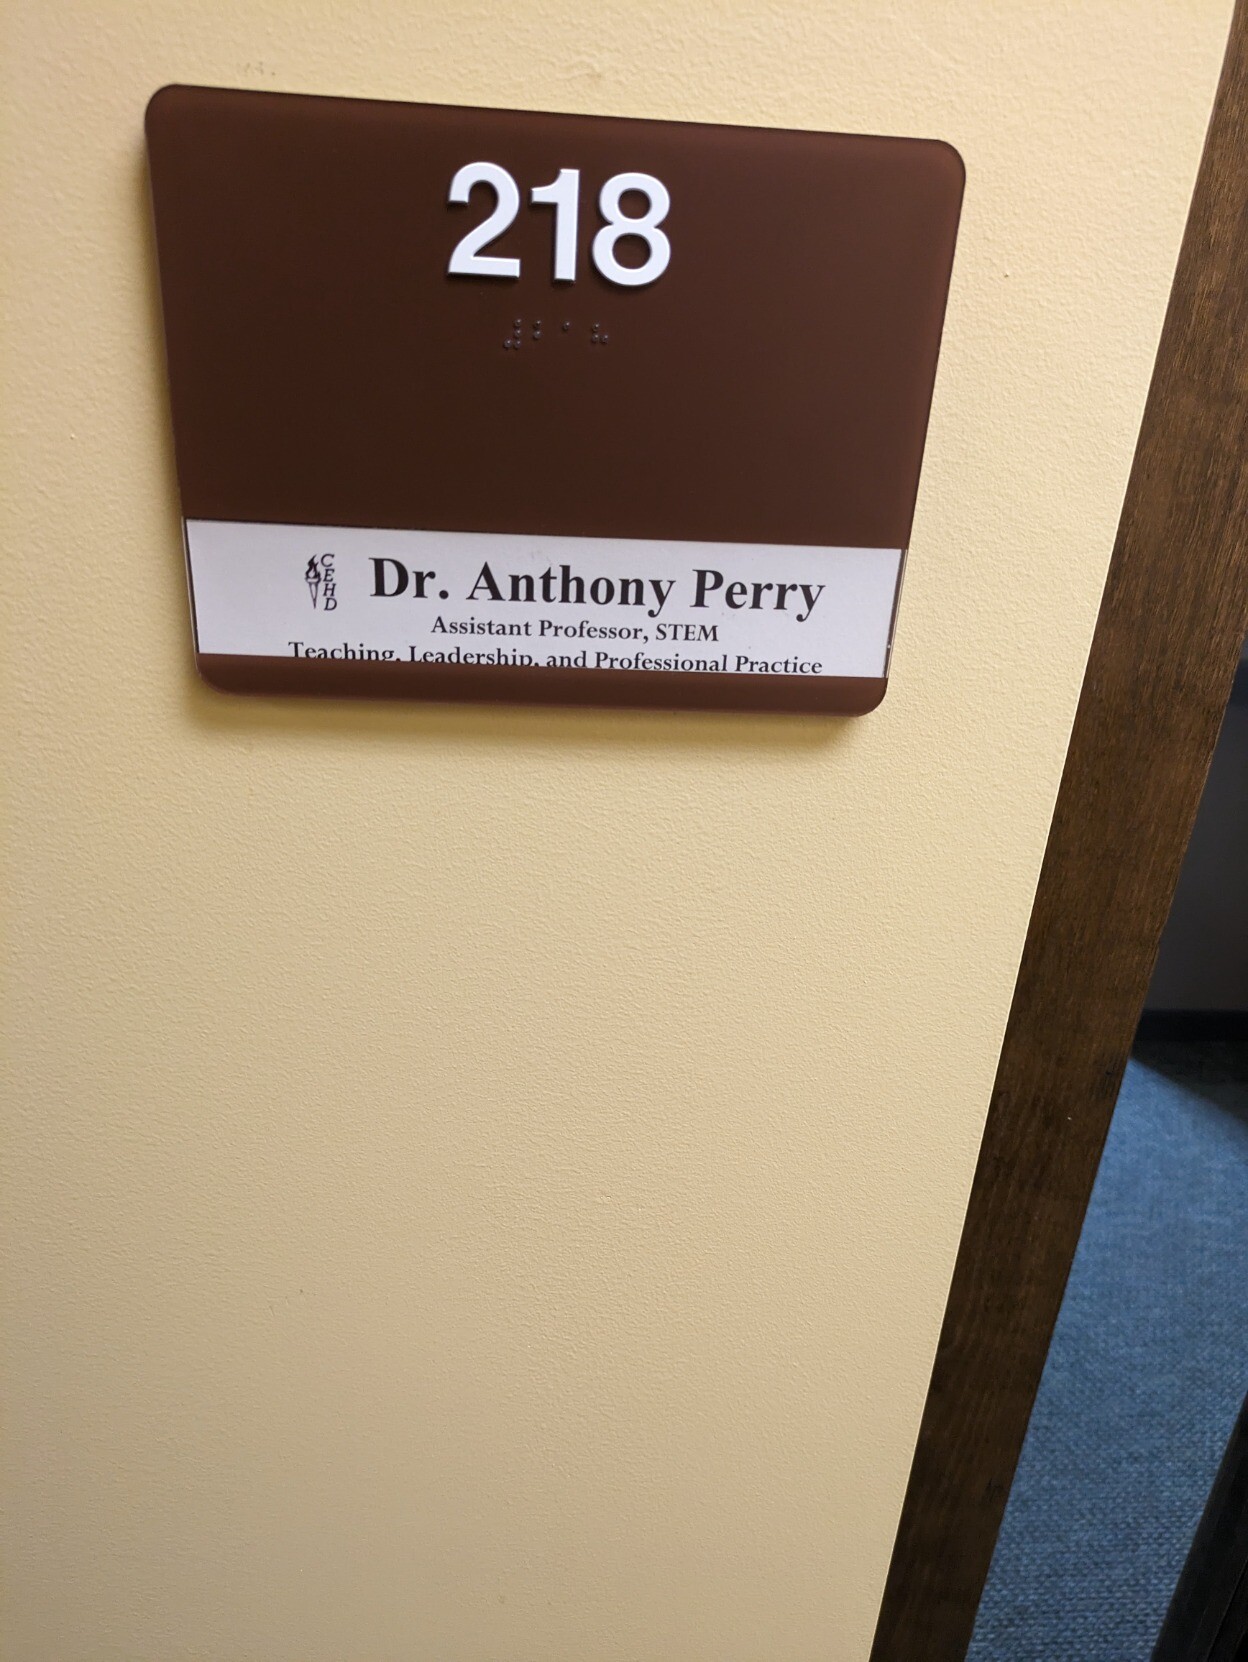 218
⠼⠃⠁⠓
CEHD
Dr. Anthony Perry
Assistant Professor, STEM
Teaching, Leadership, and Professional Practice